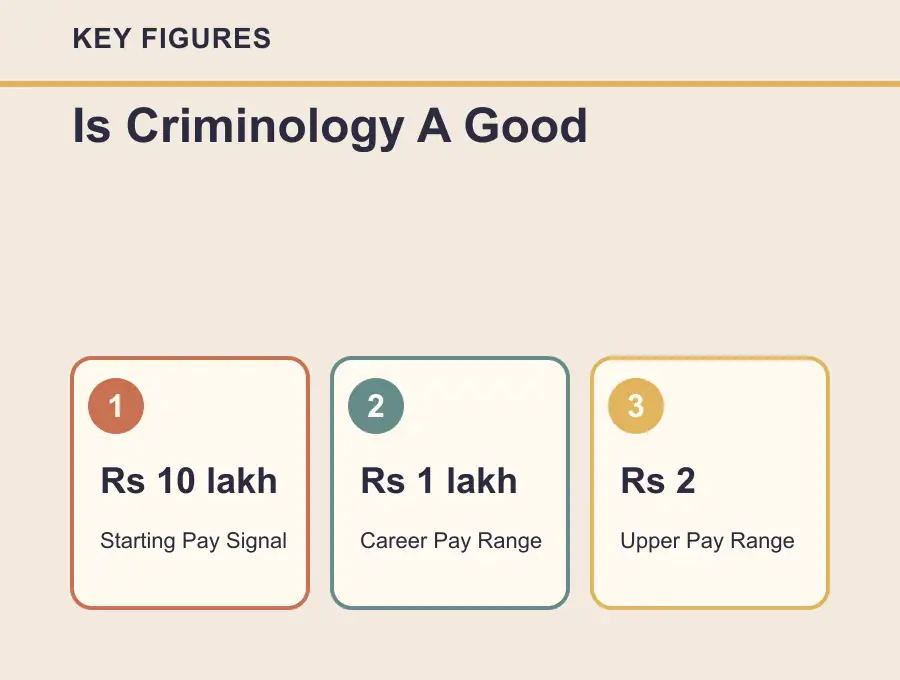 KEY FIGURES
Is Criminology A Good
1
2
3
Rs 10 lakh
Rs 1 lakh
Rs 2
Starting Pay Signal
Career Pay Range
Upper Pay Range